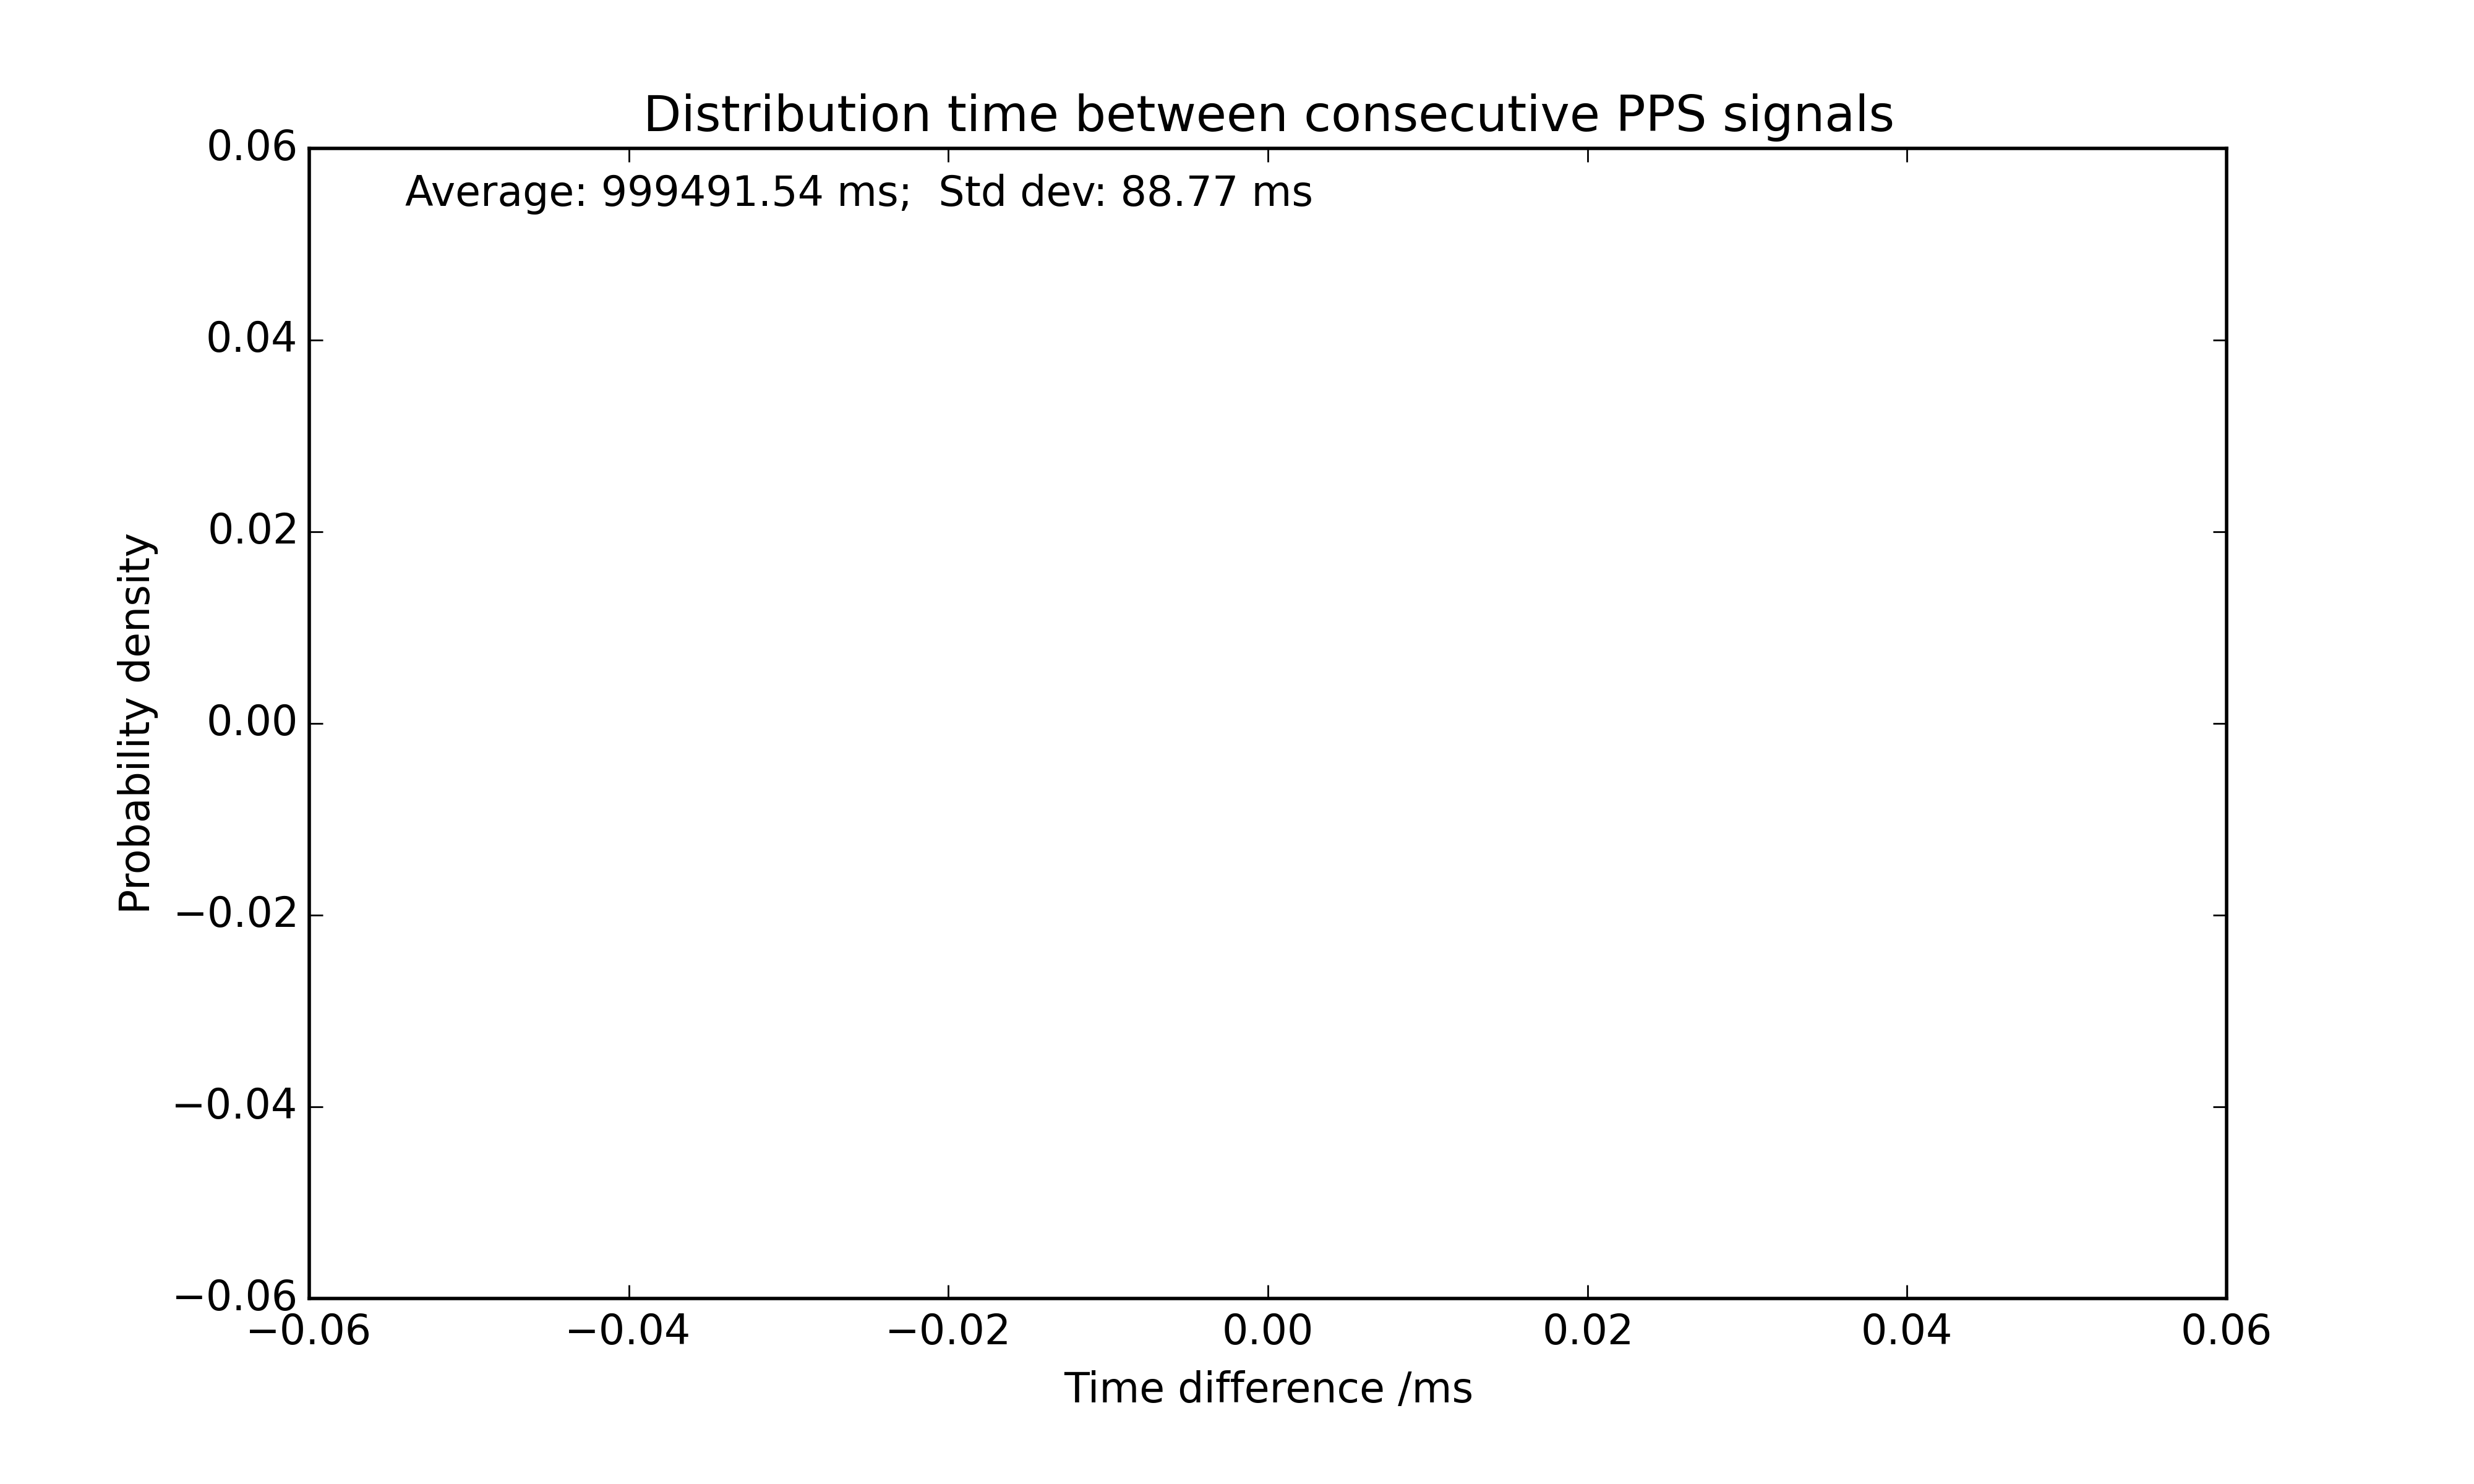 Distribution time between consecutive PPS signals
Average: 999491.54 ms;  Std dev: 88.77 ms
0.06
0.04
0.02
0.00
−0.02
−0.04
−0.06
Probability density
−0.06 −0.04 −0.02 0.00 0.02 0.04 0.06
Time difference /ms